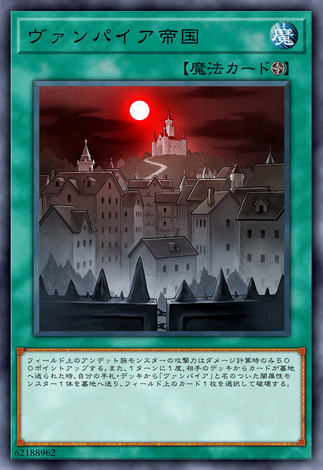 ヴァンパイア帝国
魔
【魔法カード】
フィールド上のアンデット族モンスターの攻撃力はダメージ計算時のみ５０
０ポイントアップする。また、１ターンに１度、相手のデッキからカードが墓地
へ送られた時、自分の手札・デッキから「ヴァンパイア」と名のついた闇属性モ
ンスター１体を墓地へ送り、フィールド上のカード１枚を選択して破壊する。
62188962